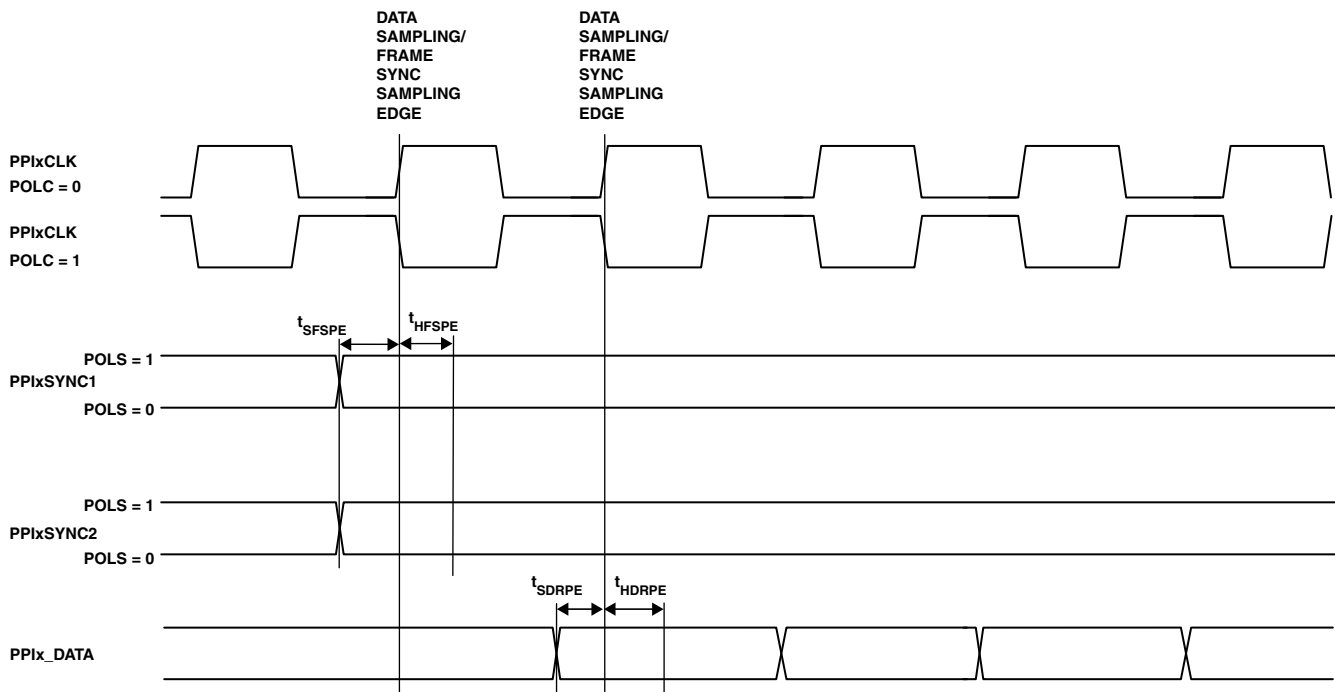 DATA
SAMPLING/
FRAME
SYNC
SAMPLING
EDGE
DATA
SAMPLING/
FRAME
SYNC
SAMPLING
EDGE
PPIxCLK
POLC = 0
PPIxCLK
POLC = 1
tSFSPE
tHFSPE
POLS = 1
PPIxSYNC1
POLS = 0
POLS = 1
PPIxSYNC2
POLS = 0
tSDRPE
tHDRPE
PPIx_DATA